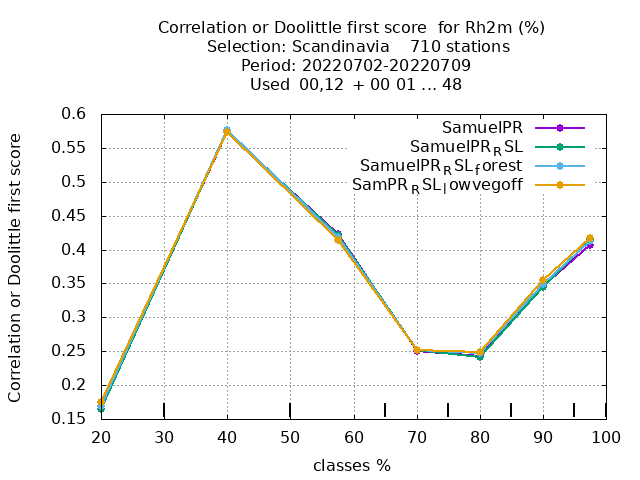 Correlation or Doolittle first score  for Rh2m (%)
Selection: Scandinavia    710 stations
Period: 20220702-20220709
Used  00,12  + 00 01 ... 48
SamuelPR
SamuelPR_RSL
SamuelPR_RSL_forest
SamPR_RSL_lowvegoff
Correlation or Doolittle first score
0.6
0.55
0.5
0.45
0.4
0.35
0.3
0.25
0.2
0.15
20 30 40 50 60 70 80 90 100
classes %